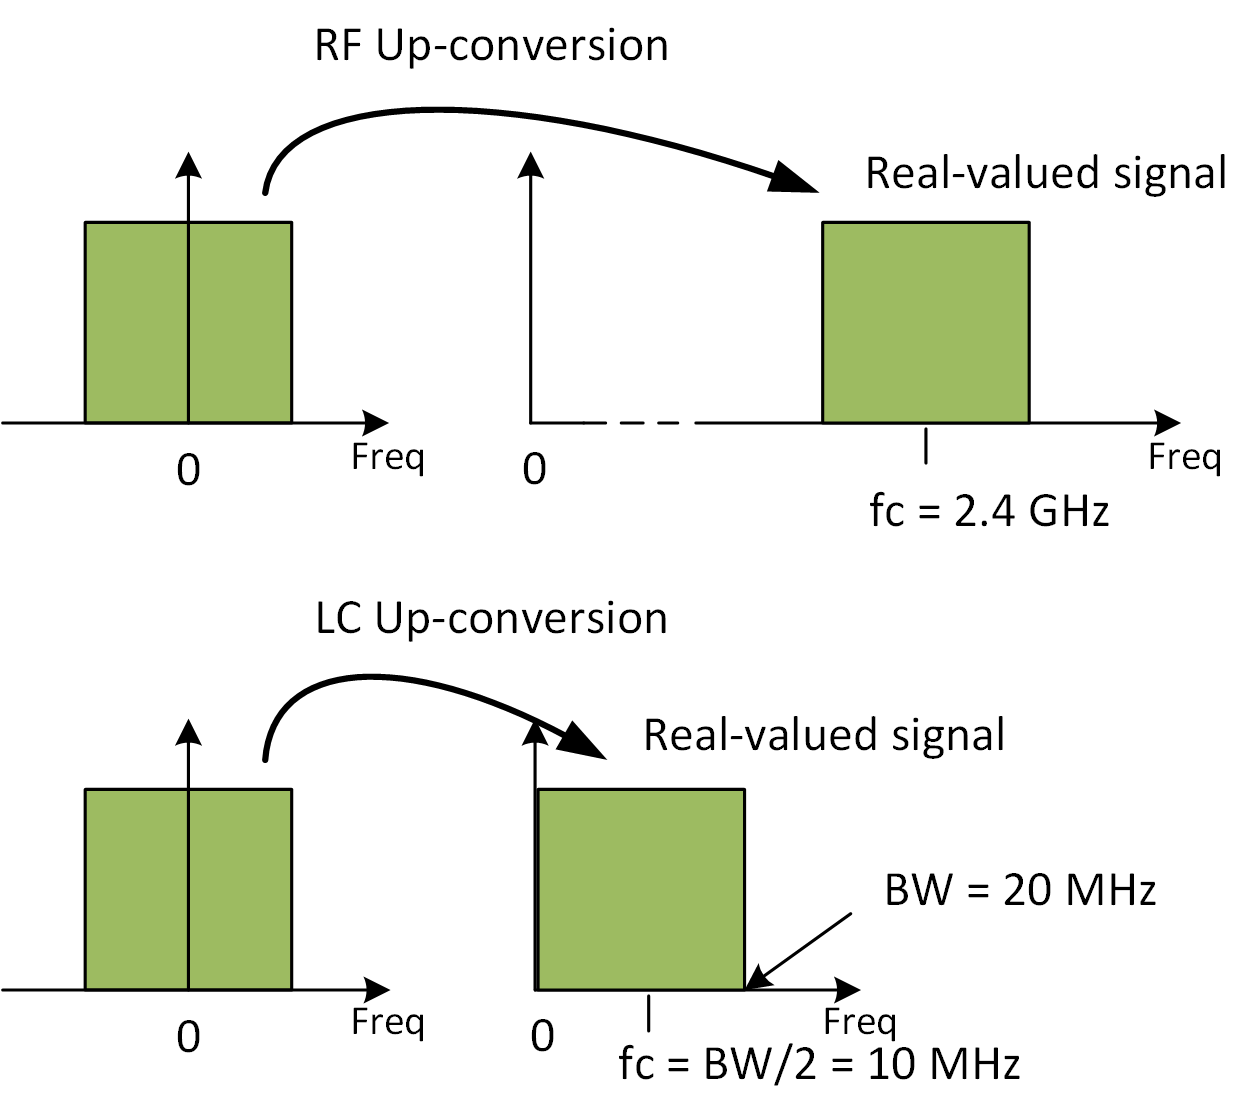 RF Up-conversion
Real-valued signal
0
Freq
0
Freq
fc = 2.4 GHz
LC Up-conversion
Real-valued signal
BW = 20 MHz
0
Freq
0
Freq
fc = BW/2 = 10 MHz